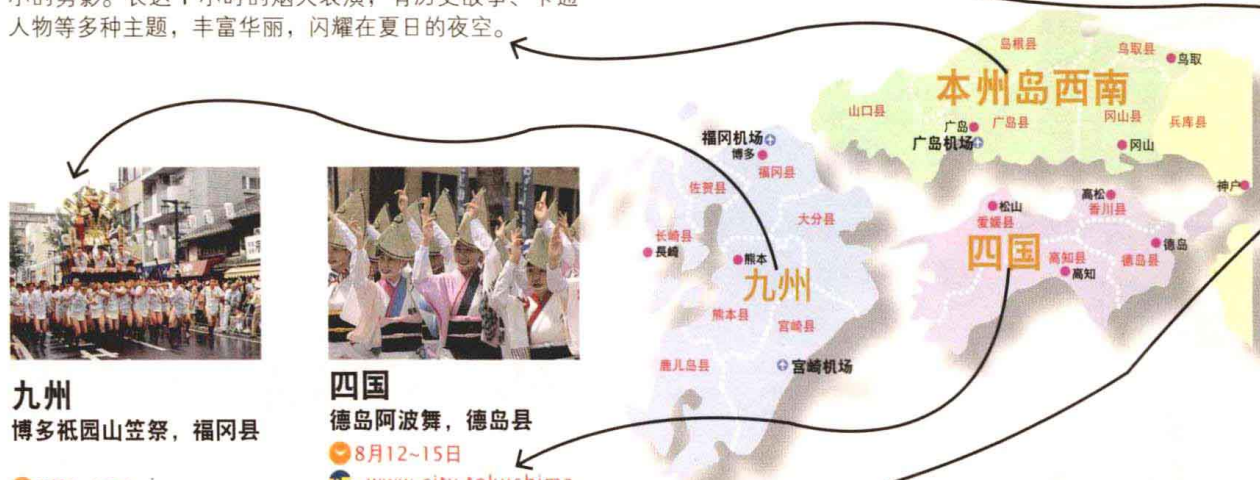 人物等多种主题，丰富华丽，闪耀在夏日的夜空。
岛根县
鸟取县
鸟取
本州岛西南
山口县
广岛
广岛县
广岛机场
冈山县
兵库县
冈山
神户
福冈机场
博多
福冈县
佐贺县
大分县
长崎县
長崎
熊本
九州
熊本县
宫崎县
鹿儿岛县
宫崎机场
松山
爱媛县
高松
香川县
四国
高知县
高知
德岛
德岛县
九州
博多祗园山笠祭，福冈县
四国
德岛阿波舞，德岛县
8月12~15日